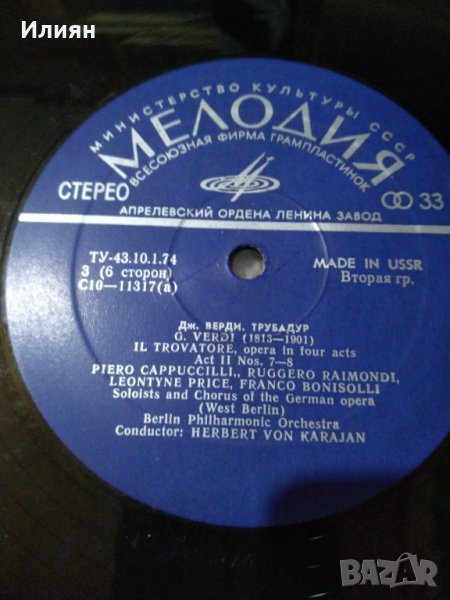 Илиян
МИНИСТЕРСТВО КУЛЬТУРЫ СССР
МЕЛОДИЯ
ВСЕСОЮЗНАЯ ФИРМА ГРАМПЛАСТИНОК
СТЕРЕО
33
АПРЕЛЕВСКИЙ ОРДЕНА ЛЕНИНА ЗАВОД
ТУ-43.10.1.74
3 (6 сторон)
С10—11317(а)
MADE IN USSR
Вторая гр.
Дж. ВЕРДИ. ТРУБАДУР
G. VERDI (1813—1901)
IL TROVATORE, opera in four acts
Act II Nos. 7—8
PIERO CAPPUCCILLI,, RUGGERO RAIMONDI,
LEONTYNE PRICE, FRANCO BONISOLLI
Soloists and Chorus of the German opera
(West Berlin)
Berlin Philharmonic Orchestra
Conductor: HERBERT VON KARAJAN
BAZAR